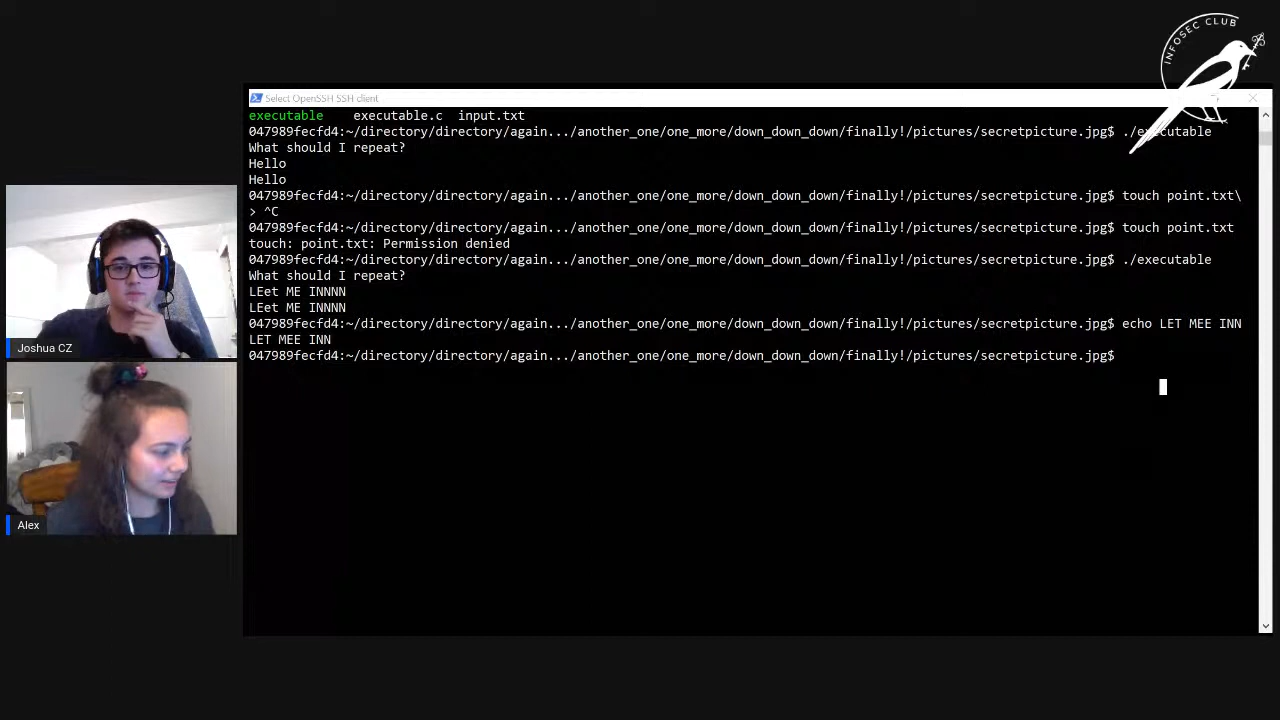 INFOSEC CLUB
Select OpenSSH SSH client
executable    executable.c  input.txt
047989fecfd4:~/directory/directory/again.../another_one/one_more/down_down_down/finally!/pictures/secretpicture.jpg$ ./executable
What should I repeat?
Hello
Hello
047989fecfd4:~/directory/directory/again.../another_one/one_more/down_down_down/finally!/pictures/secretpicture.jpg$ touch point.txt\
> ^C
047989fecfd4:~/directory/directory/again.../another_one/one_more/down_down_down/finally!/pictures/secretpicture.jpg$ touch point.txt
touch: point.txt: Permission denied
047989fecfd4:~/directory/directory/again.../another_one/one_more/down_down_down/finally!/pictures/secretpicture.jpg$ ./executable
What should I repeat?
LEet ME INNNN
LEet ME INNNN
047989fecfd4:~/directory/directory/again.../another_one/one_more/down_down_down/finally!/pictures/secretpicture.jpg$ echo LET MEE INN
LET MEE INN
047989fecfd4:~/directory/directory/again.../another_one/one_more/down_down_down/finally!/pictures/secretpicture.jpg$
Joshua CZ
Alex